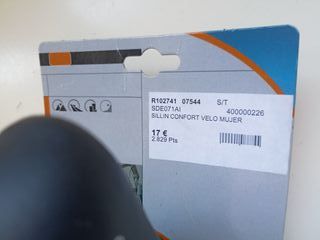 R102741 07544 S/T
SDE071AI 400000226
SILLIN CONFORT VELO MUJER
17 €
2.829 Pts